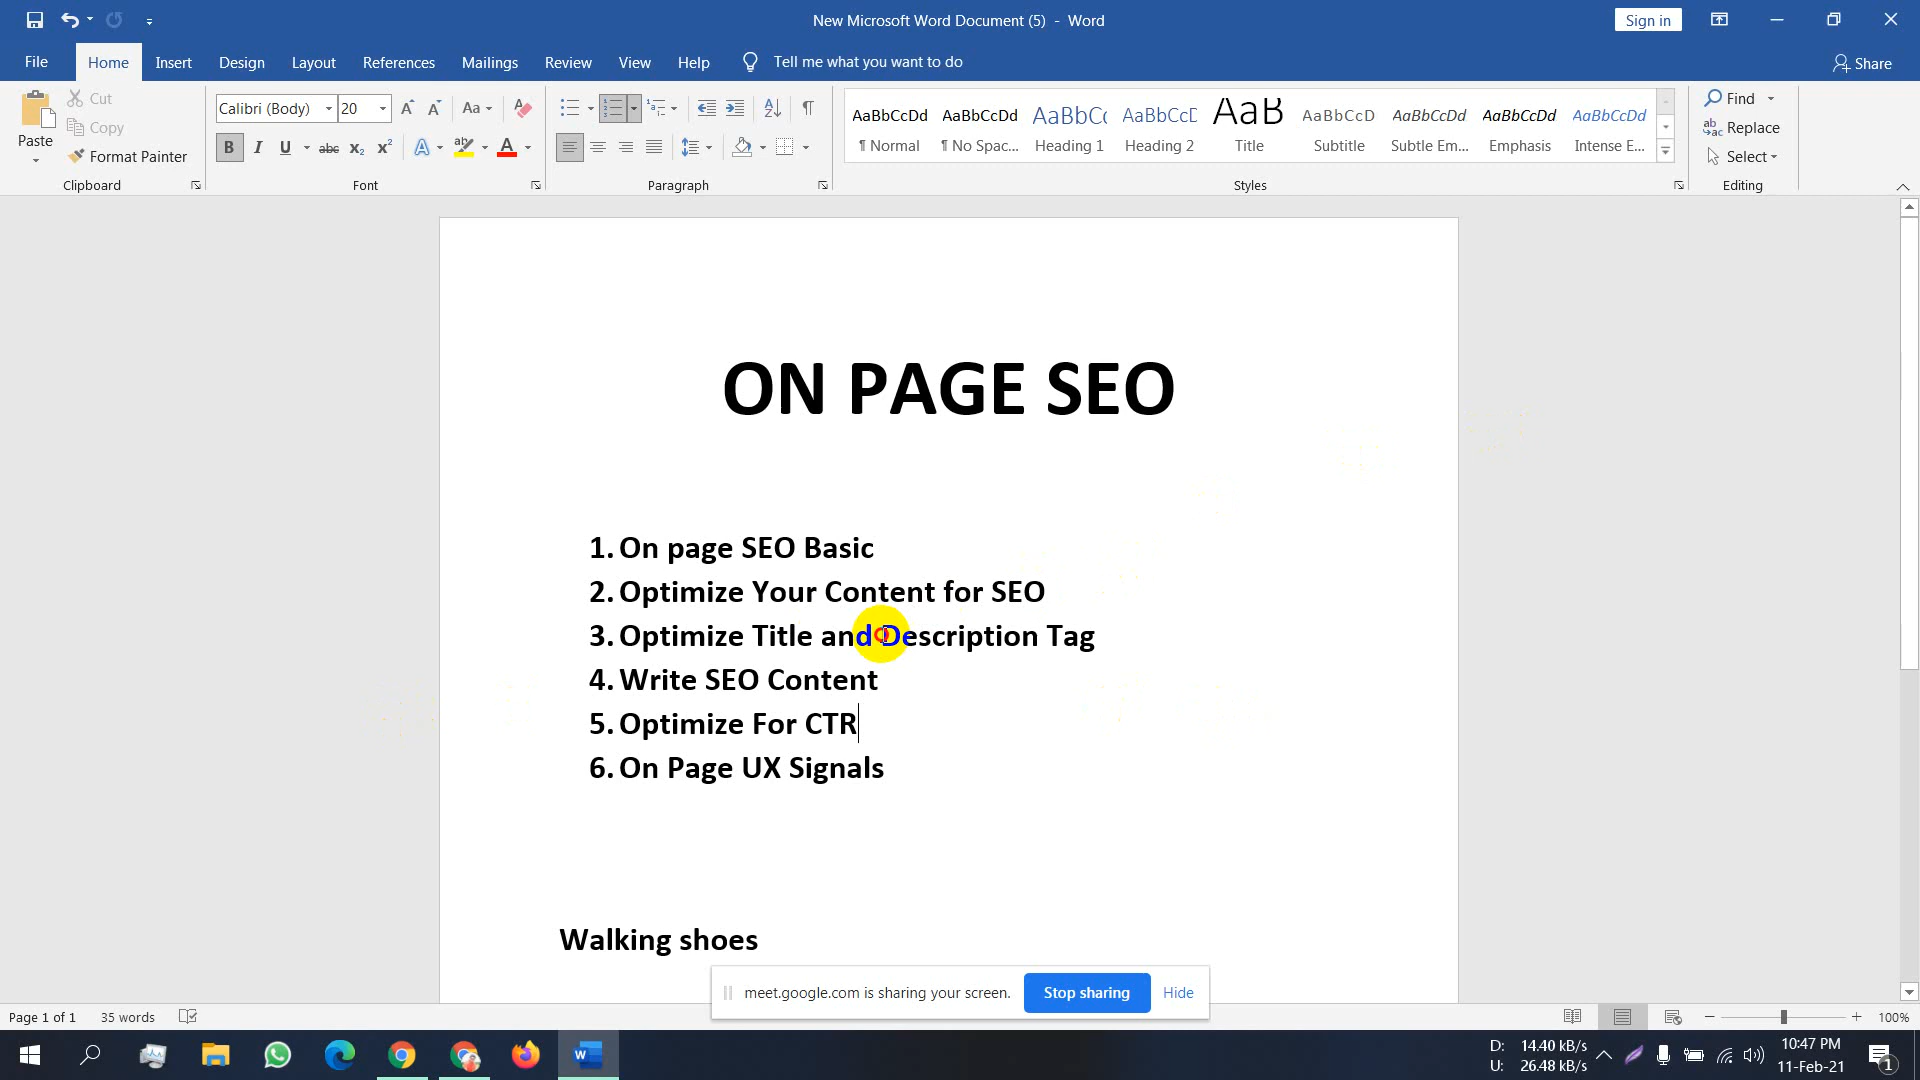 New Microsoft Word Document (5) - Word
Sign in
File Home Insert Design Layout References Mailings Review View Help Tell me what you want to do
Share
Paste
Cut
Copy
Format Painter
Clipboard
Calibri (Body) 20
Font
Paragraph
AaBbCcDd AaBbCcDd AaBbC( AaBbCcD AaB AaBbCcD AaBbCcDd AaBbCcDd AaBbCcDd
¶ Normal ¶ No Spac... Heading 1 Heading 2 Title Subtitle Subtle Em... Emphasis Intense E...
Styles
Find
Replace
Select
Editing
ON PAGE SEO
1. On page SEO Basic
2. Optimize Your Content for SEO
3. Optimize Title and Description Tag
4. Write SEO Content
5. Optimize For CTR
6. On Page UX Signals
Walking shoes
meet.google.com is sharing your screen. Stop sharing Hide
Page 1 of 1 35 words
100%
D: 14.40 kB/s
U: 26.48 kB/s
10:47 PM
11-Feb-21
1